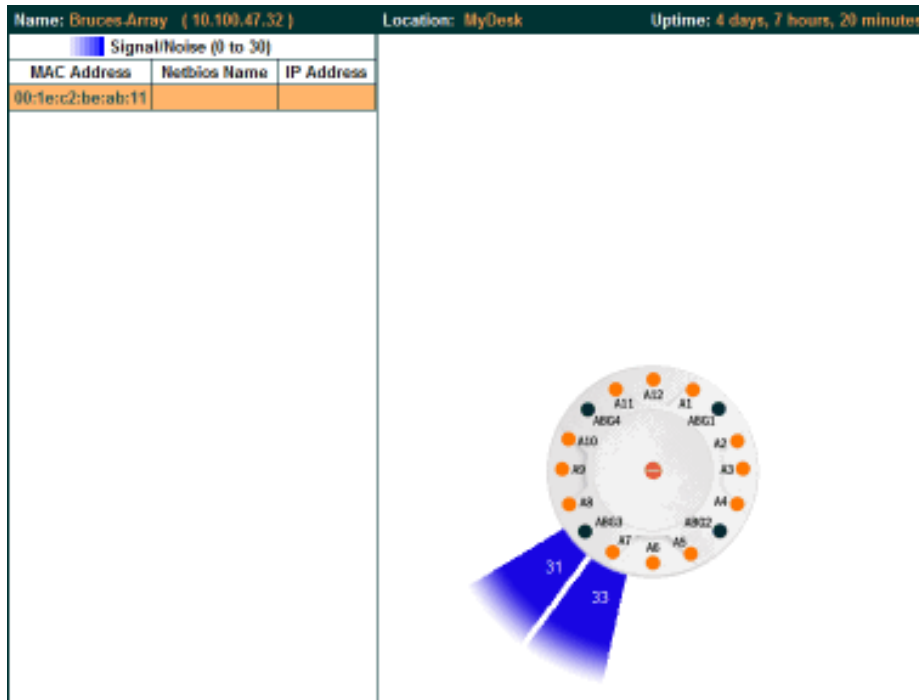 Name: Bruces-Array ( 10.100.47.32 ) Location: MyDesk Uptime: 4 days, 7 hours, 20 minutes
Signal/Noise (0 to 30)
MAC Address Netbios Name IP Address
00:1e:c2:be:ab:11
A12
A11 A1
ABG4 ABG1
A10 A2
A9 A3
A8 A4
ABG3 ABG2
A7 A6 A5
31
33